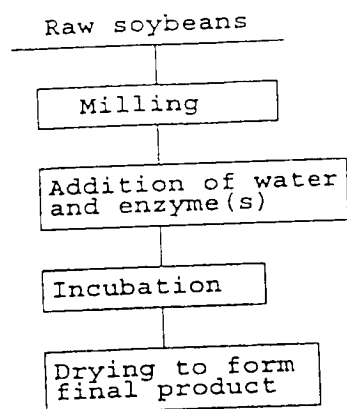 Raw soybeans
Milling
Addition of water
and enzyme(s)
Incubation
Drying to form
final product